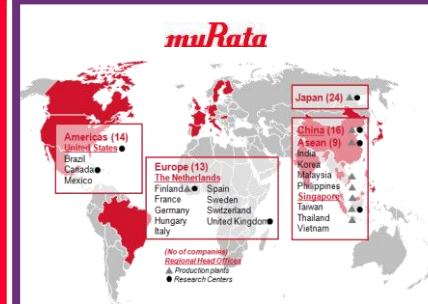 muRata
Japan (24)
Americas (14)
United States
Brazil
Canada
Mexico
Europe (13)
The Netherlands
Finland
France
Germany
Hungary
Italy
Spain
Sweden
Switzerland
United Kingdom
China (16)
Asean (9)
India
Korea
Malaysia
Philippines
Singapore
Taiwan
Thailand
Vietnam
(No of companies)
Regional Head Offices
Production plants
Research Centers